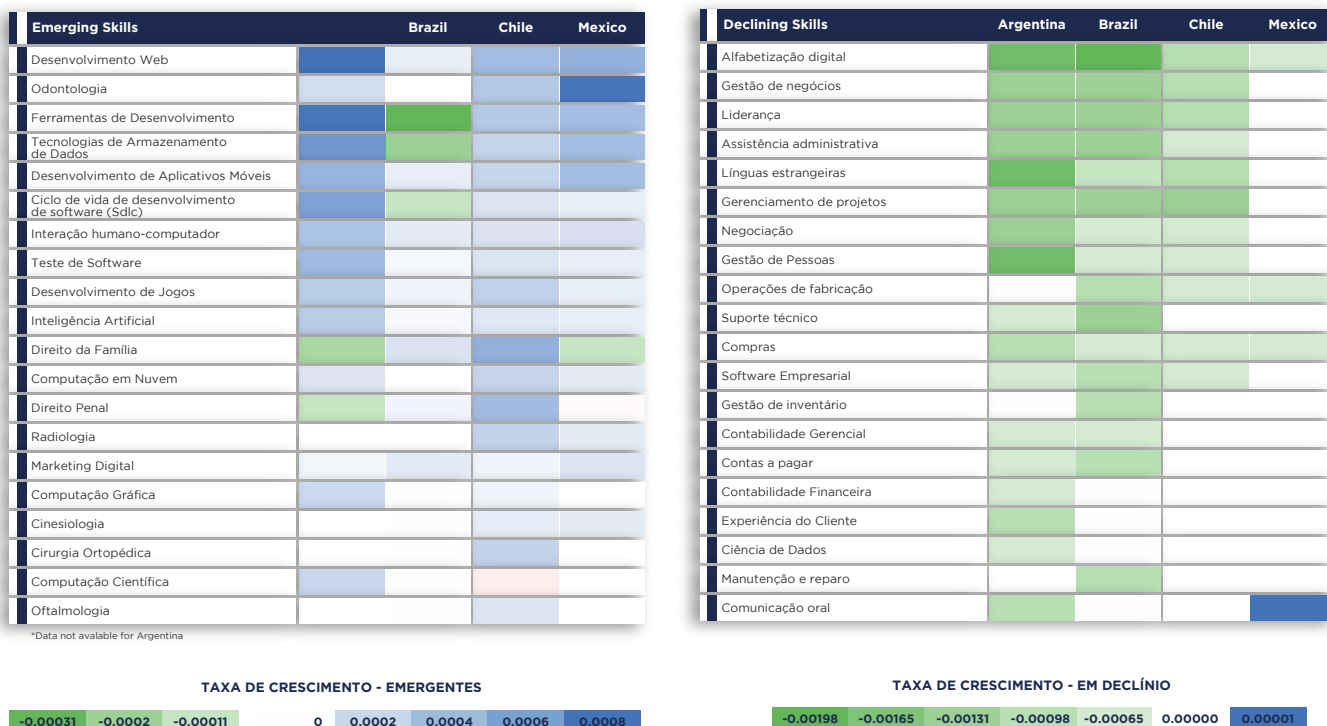 Emerging Skills Brazil Chile Mexico
Desenvolvimento Web
Odontologia
Ferramentas de Desenvolvimento
Tecnologias de Armazenamento
de Dados
Desenvolvimento de Aplicativos Móveis
Ciclo de vida de desenvolvimento
de software (Sdlc)
Interação humano-computador
Teste de Software
Desenvolvimento de Jogos
Inteligência Artificial
Direito da Família
Computação em Nuvem
Direito Penal
Radiologia
Marketing Digital
Computação Gráfica
Cinesiologia
Cirurgia Ortopédica
Computação Científica
Oftalmologia
*Data not avalable for Argentina
TAXA DE CRESCIMENTO - EMERGENTES
-0.00031 -0.0002 -0.00011 0 0.0002 0.0004 0.0006 0.0008
Declining Skills Argentina Brazil Chile Mexico
Alfabetização digital
Gestão de negócios
Liderança
Assistência administrativa
Línguas estrangeiras
Gerenciamento de projetos
Negociação
Gestão de Pessoas
Operações de fabricação
Suporte técnico
Compras
Software Empresarial
Gestão de inventário
Contabilidade Gerencial
Contas a pagar
Contabilidade Financeira
Experiência do Cliente
Ciência de Dados
Manutenção e reparo
Comunicação oral
TAXA DE CRESCIMENTO - EM DECLÍNIO
-0.00198 -0.00165 -0.00131 -0.00098 -0.00065 0.00000 0.00001